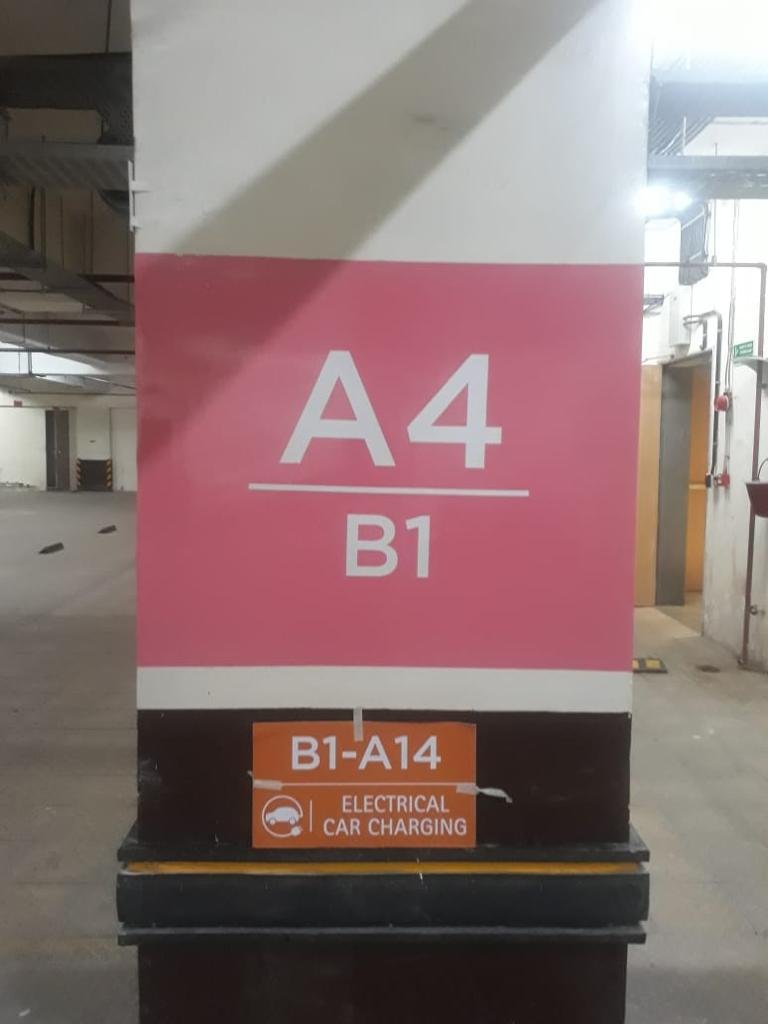 A4
B1
B1-A14
ELECTRICAL
CAR CHARGING